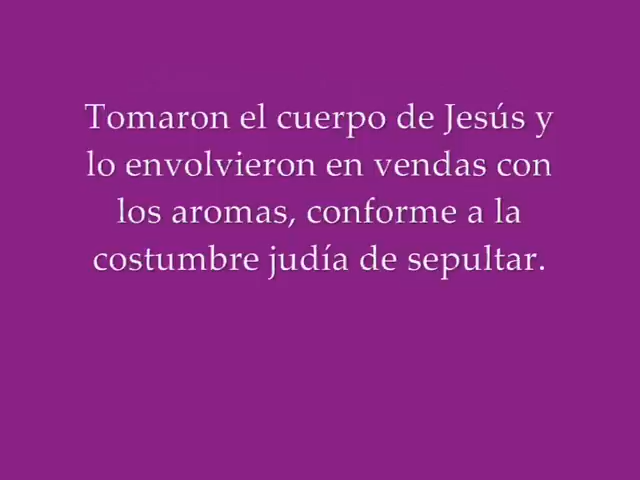 Tomaron el cuerpo de Jesús y
lo envolvieron en vendas con
los aromas, conforme a la
costumbre judía de sepultar.